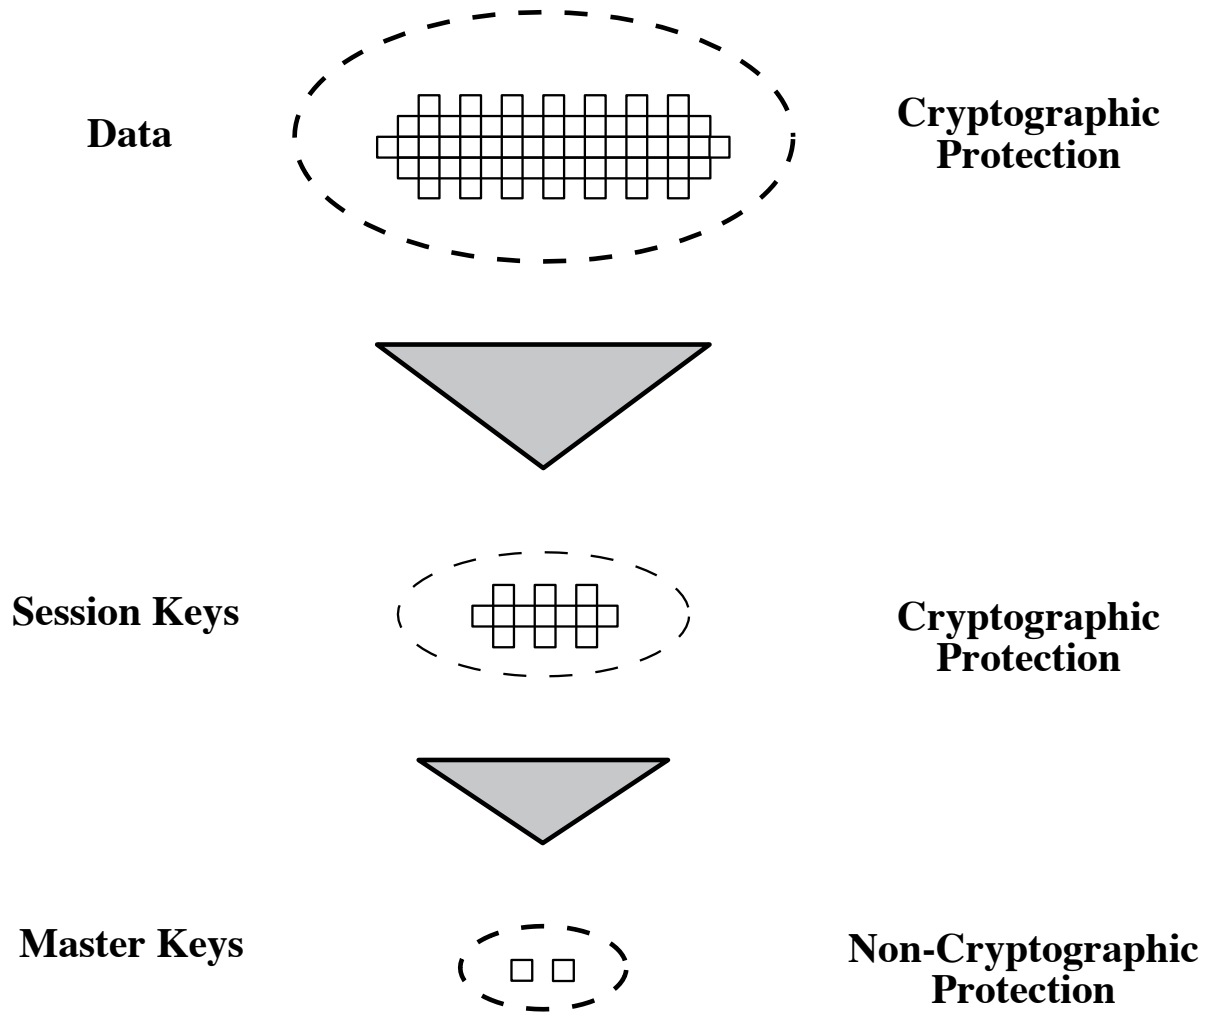 Data
Cryptographic
Protection
Session Keys
Cryptographic
Protection
Master Keys
Non-Cryptographic
Protection